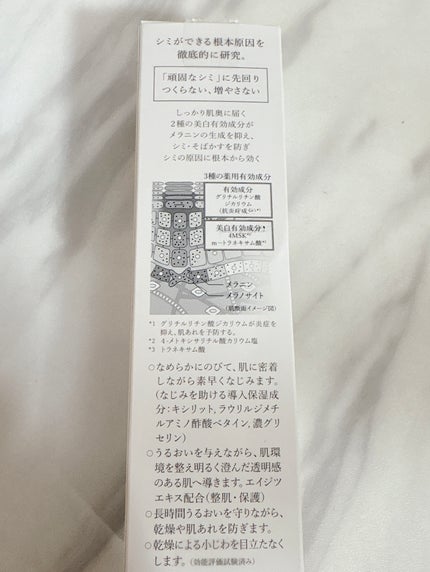 シミができる根本原因を
徹底的に研究。
「頑固なシミ」に先回り
つくらない、増やさない
しっかり肌奥に届く
2種の美白有効成分が
メラニンの生成を抑え、
シミ・そばかすを防ぎ
シミの原因に根本から効く
3種の薬用有効成分
有効成分
グリチルリチン酸
ジカリウム
(抗炎症成分*1)
美白有効成分
4MSK*2
m-トラネキサム酸*3
メラニン
メラノサイト
(肌断面イメージ図)
*1 グリチルリチン酸ジカリウムが炎症を
抑え、肌あれを予防する。
*2 4-メトキシサリチル酸カリウム塩
*3 トラネキサム酸
○なめらかにのびて、肌に密着
しながら素早くなじみます。
(なじみを助ける導入保湿成
分：キシリット、ラウリルジメチ
ルアミノ酢酸ベタイン、濃グリ
セリン)
○うるおいを与えながら、肌環
境を整え明るく澄んだ透明感
のある肌へ導きます。エイジツ
エキス配合(整肌・保護)
○長時間うるおいを守りながら、
乾燥や肌あれを防ぎます。
○乾燥による小じわを目立たなく
します。(効能評価試験済み)